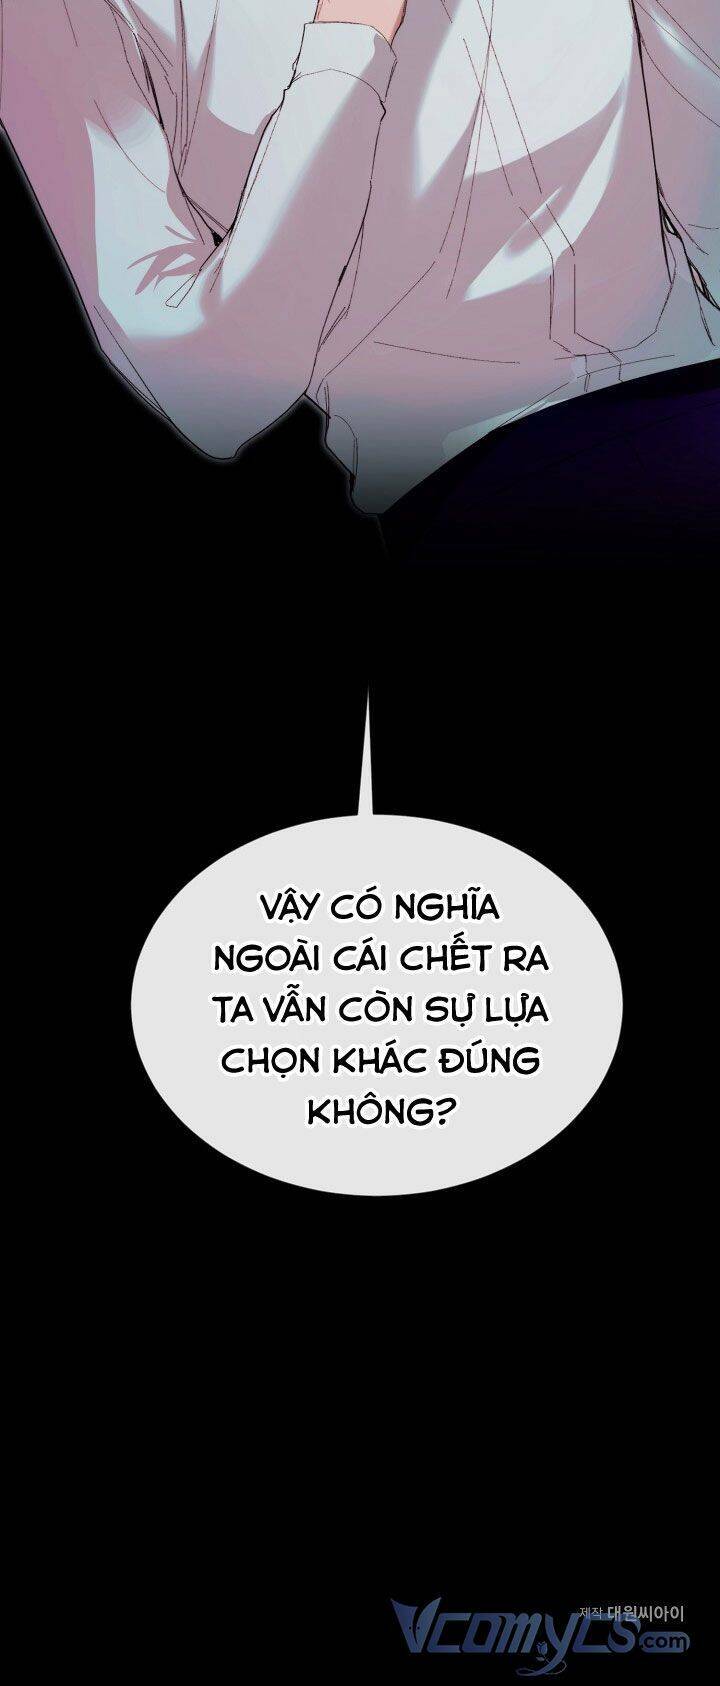 VẬY CÓ NGHĨA
NGOÀI CÁI CHẾT RA
TA VẪN CÒN SỰ LỰA
CHỌN KHÁC ĐÚNG
KHÔNG?
제작 대원씨아이
VCOMYCS.com